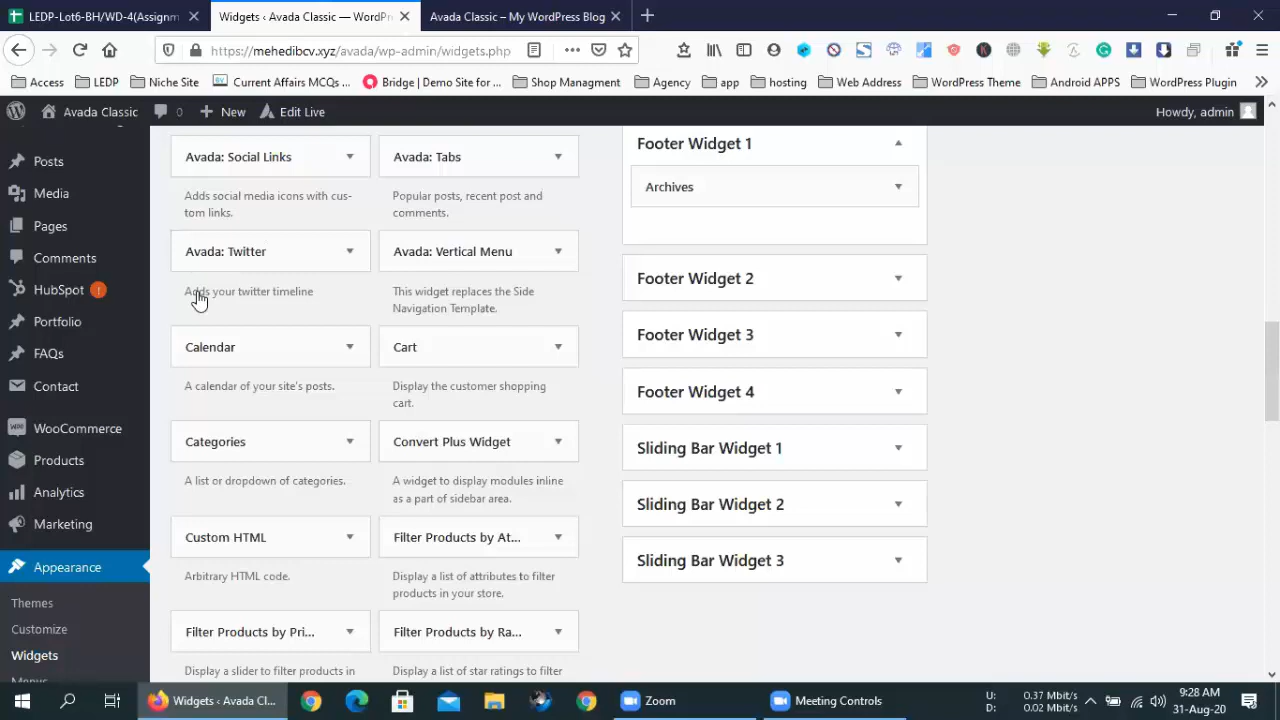 LEDP-Lot6-BH/WD-4(Assignm
Widgets ‹ Avada Classic — WordPr
Avada Classic – My WordPress Blog
https://mehedibcv.xyz/avada/wp-admin/widgets.php
Access
LEDP
Niche Site
Current Affairs MCQs ...
Bridge | Demo Site for ...
Shop Managment
Agency
app
hosting
Web Address
WordPress Theme
Android APPS
WordPress Plugin
Avada Classic
0
New
Edit Live
Howdy, admin
Posts
Media
Pages
Comments
HubSpot
Portfolio
FAQs
Contact
WooCommerce
Products
Analytics
Marketing
Appearance
Themes
Customize
Widgets
Menus
Avada: Social Links
Adds social media icons with cus-
tom links.
Avada: Tabs
Popular posts, recent post and
comments.
Avada: Twitter
Adds your twitter timeline
Avada: Vertical Menu
This widget replaces the Side
Navigation Template.
Calendar
A calendar of your site's posts.
Cart
Display the customer shopping
cart.
Categories
A list or dropdown of categories.
Convert Plus Widget
A widget to display modules inline
as a part of sidebar area.
Custom HTML
Arbitrary HTML code.
Filter Products by At...
Display a list of attributes to filter
products in your store.
Filter Products by Pri...
Display a slider to filter products in
Filter Products by Ra...
Display a list of star ratings to filter
Footer Widget 1
Archives
Footer Widget 2
Footer Widget 3
Footer Widget 4
Sliding Bar Widget 1
Sliding Bar Widget 2
Sliding Bar Widget 3
Widgets ‹ Avada Cl...
Zoom
Meeting Controls
U: 0.37 Mbit/s
D: 0.02 Mbit/s
9:28 AM
31-Aug-20